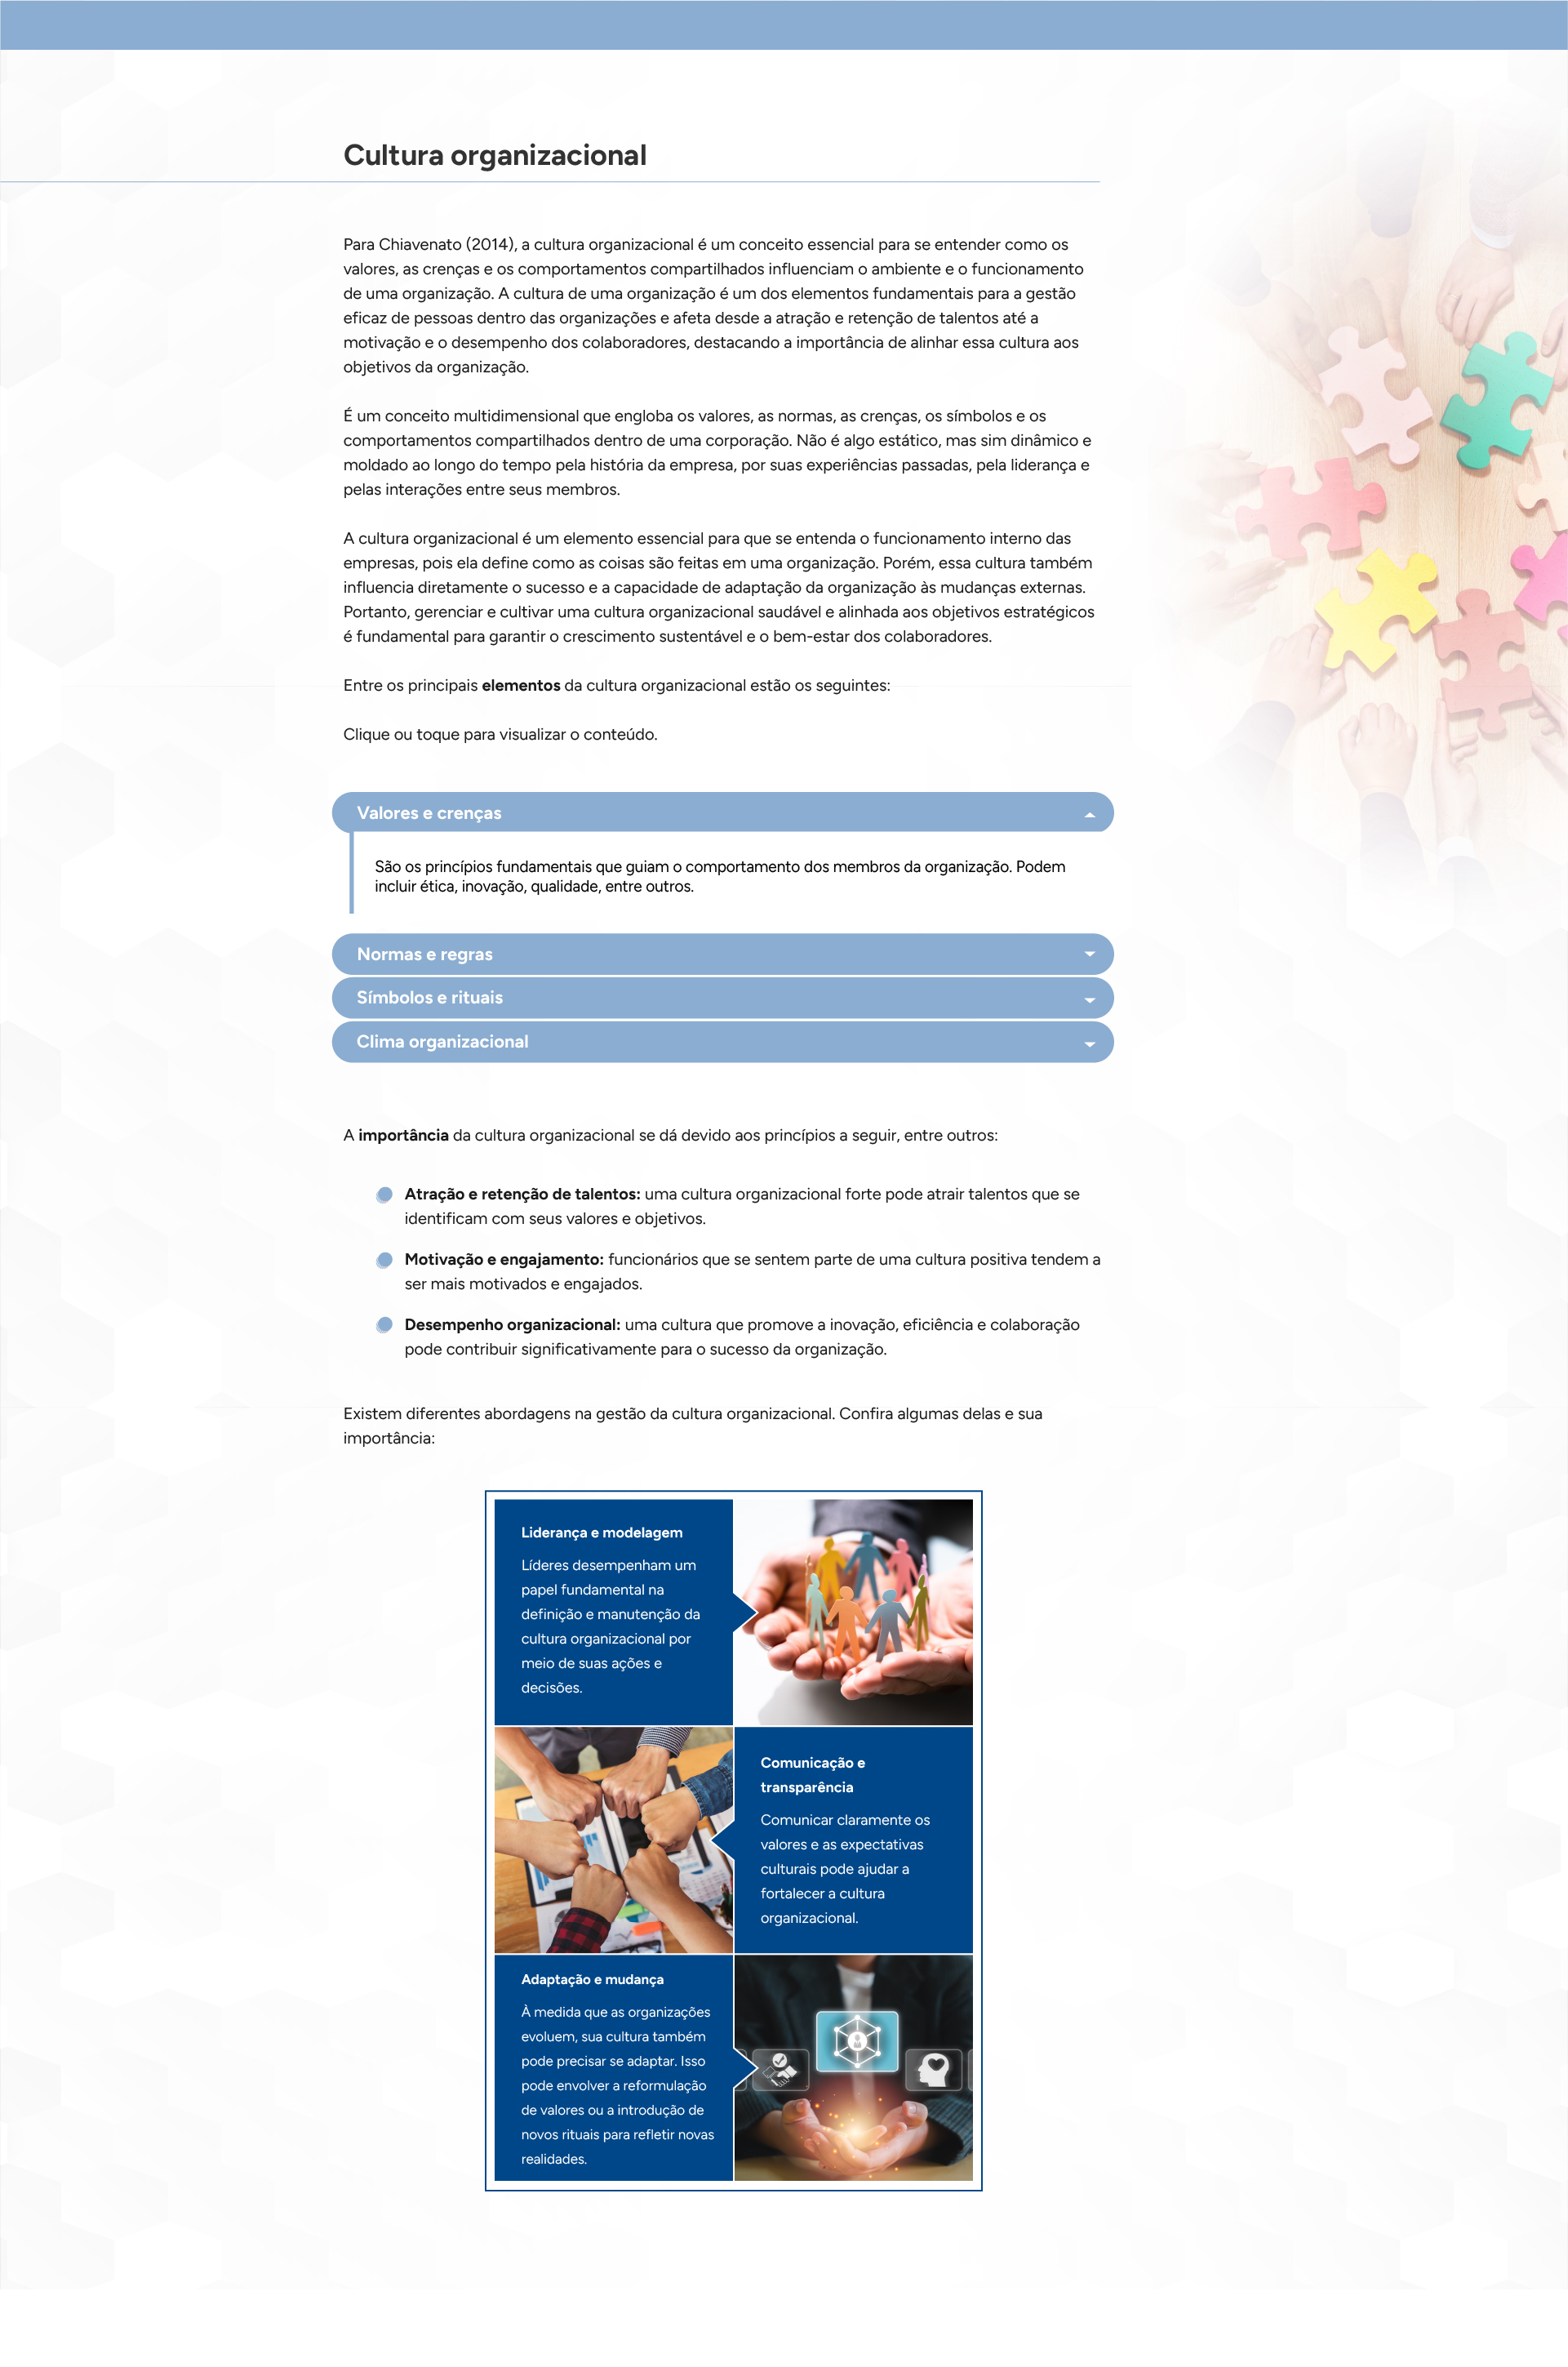 Cultura organizacional
Para Chiavenato (2014), a cultura organizacional é um conceito essencial para se entender como os
valores, as crenças e os comportamentos compartilhados influenciam o ambiente e o funcionamento
de uma organização. A cultura de uma organização é um dos elementos fundamentais para a gestão
eficaz de pessoas dentro das organizações e afeta desde a atração e retenção de talentos até a
motivação e o desempenho dos colaboradores, destacando a importância de alinhar essa cultura aos
objetivos da organização.
É um conceito multidimensional que engloba os valores, as normas, as crenças, os símbolos e os
comportamentos compartilhados dentro de uma corporação. Não é algo estático, mas sim dinâmico e
moldado ao longo do tempo pela história da empresa, por suas experiências passadas, pela liderança e
pelas interações entre seus membros.
A cultura organizacional é um elemento essencial para que se entenda o funcionamento interno das
empresas, pois ela define como as coisas são feitas em uma organização. Porém, essa cultura também
influencia diretamente o sucesso e a capacidade de adaptação da organização às mudanças externas.
Portanto, gerenciar e cultivar uma cultura organizacional saudável e alinhada aos objetivos estratégicos
é fundamental para garantir o crescimento sustentável e o bem-estar dos colaboradores.
Entre os principais elementos da cultura organizacional estão os seguintes:
Clique ou toque para visualizar o conteúdo.
Valores e crenças
São os princípios fundamentais que guiam o comportamento dos membros da organização. Podem
incluir ética, inovação, qualidade, entre outros.
Normas e regras
Símbolos e rituais
Clima organizacional
A importância da cultura organizacional se dá devido aos princípios a seguir, entre outros:
Atração e retenção de talentos: uma cultura organizacional forte pode atrair talentos que se
identificam com seus valores e objetivos.
Motivação e engajamento: funcionários que se sentem parte de uma cultura positiva tendem a
ser mais motivados e engajados.
Desempenho organizacional: uma cultura que promove a inovação, eficiência e colaboração
pode contribuir significativamente para o sucesso da organização.
Existem diferentes abordagens na gestão da cultura organizacional. Confira algumas delas e sua
importância:
Liderança e modelagem
Líderes desempenham um
papel fundamental na
definição e manutenção da
cultura organizacional por
meio de suas ações e
decisões.
Comunicação e
transparência
Comunicar claramente os
valores e as expectativas
culturais pode ajudar a
fortalecer a cultura
organizacional.
Adaptação e mudança
À medida que as organizações
evoluem, sua cultura também
pode precisar se adaptar. Isso
pode envolver a reformulação
de valores ou a introdução de
novos rituais para refletir novas
realidades.